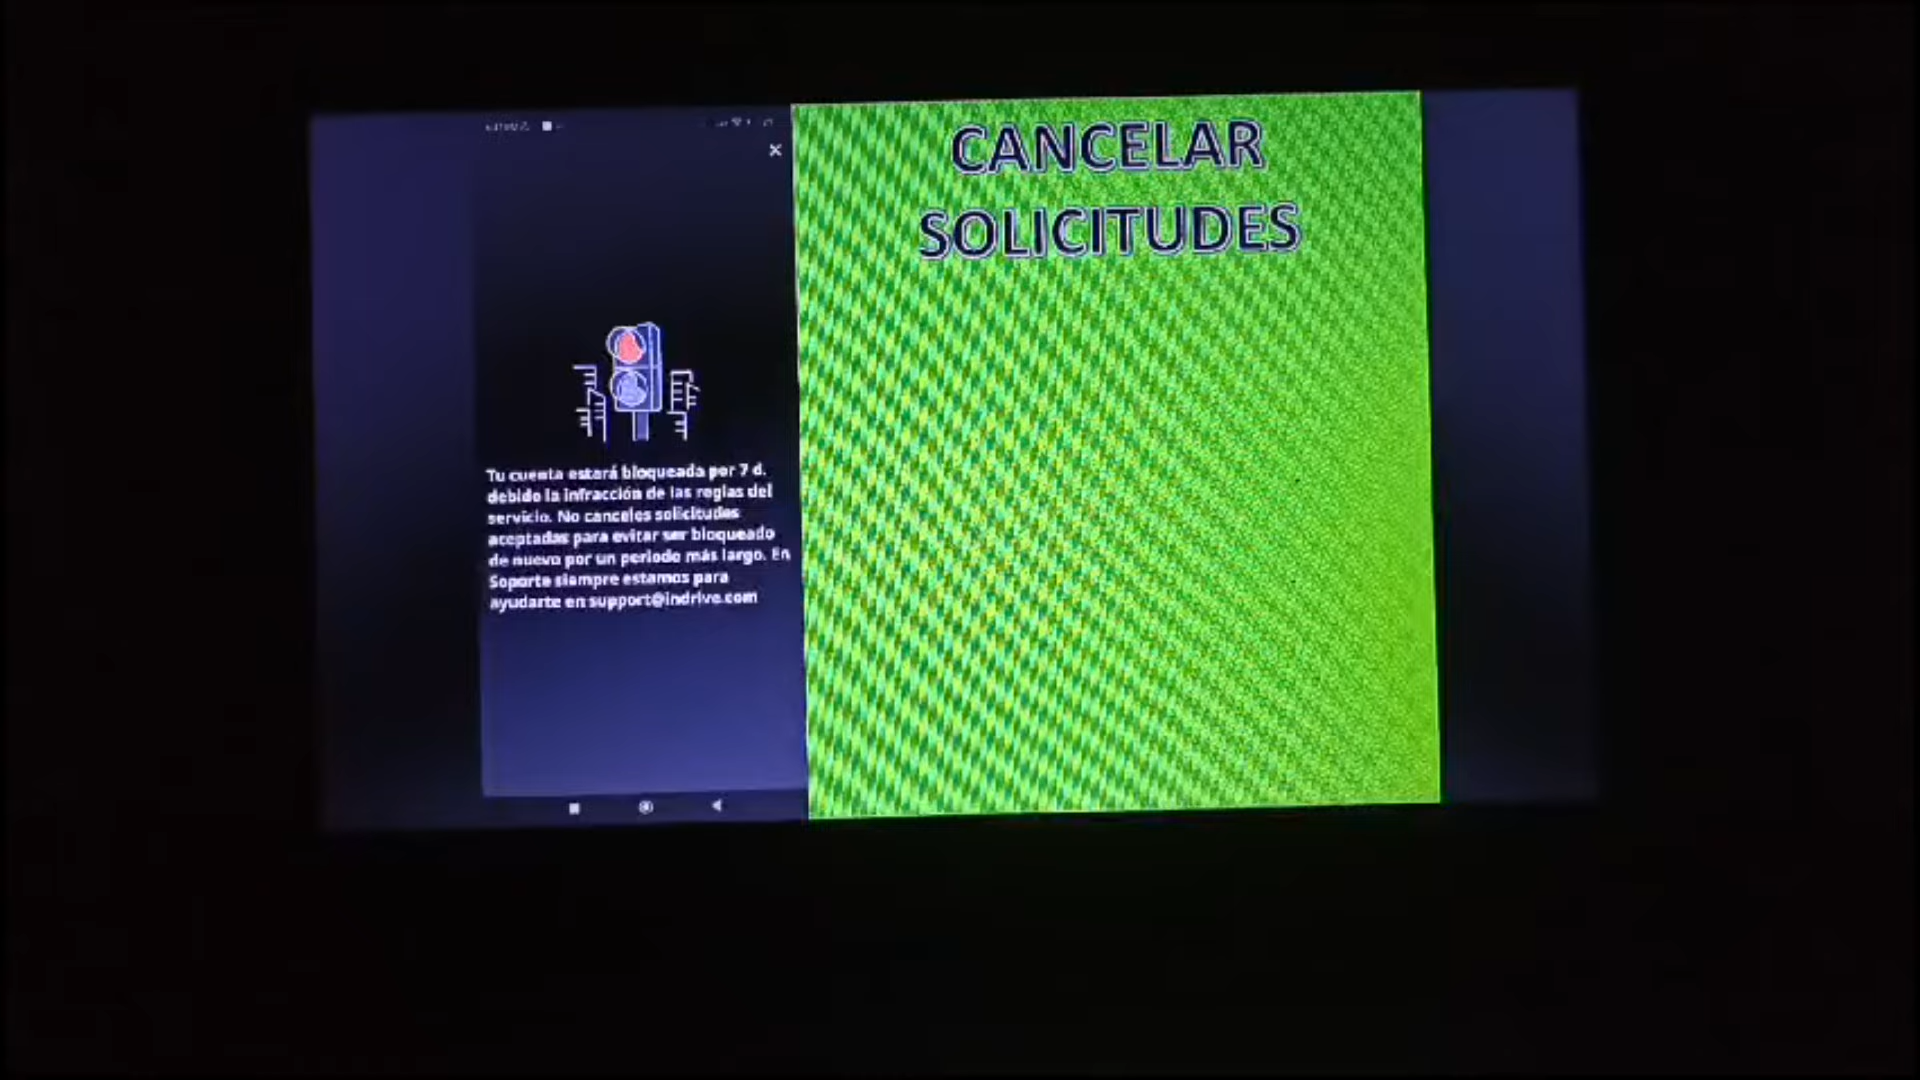 Tu cuenta estará bloqueada por 7 d.
debido la infracción de las reglas del
servicio. No canceles solicitudes
aceptadas para evitar ser bloqueado
de nuevo por un periodo más largo. En
Soporte siempre estamos para
ayudarte en support@indrive.com
CANCELAR
SOLICITUDES